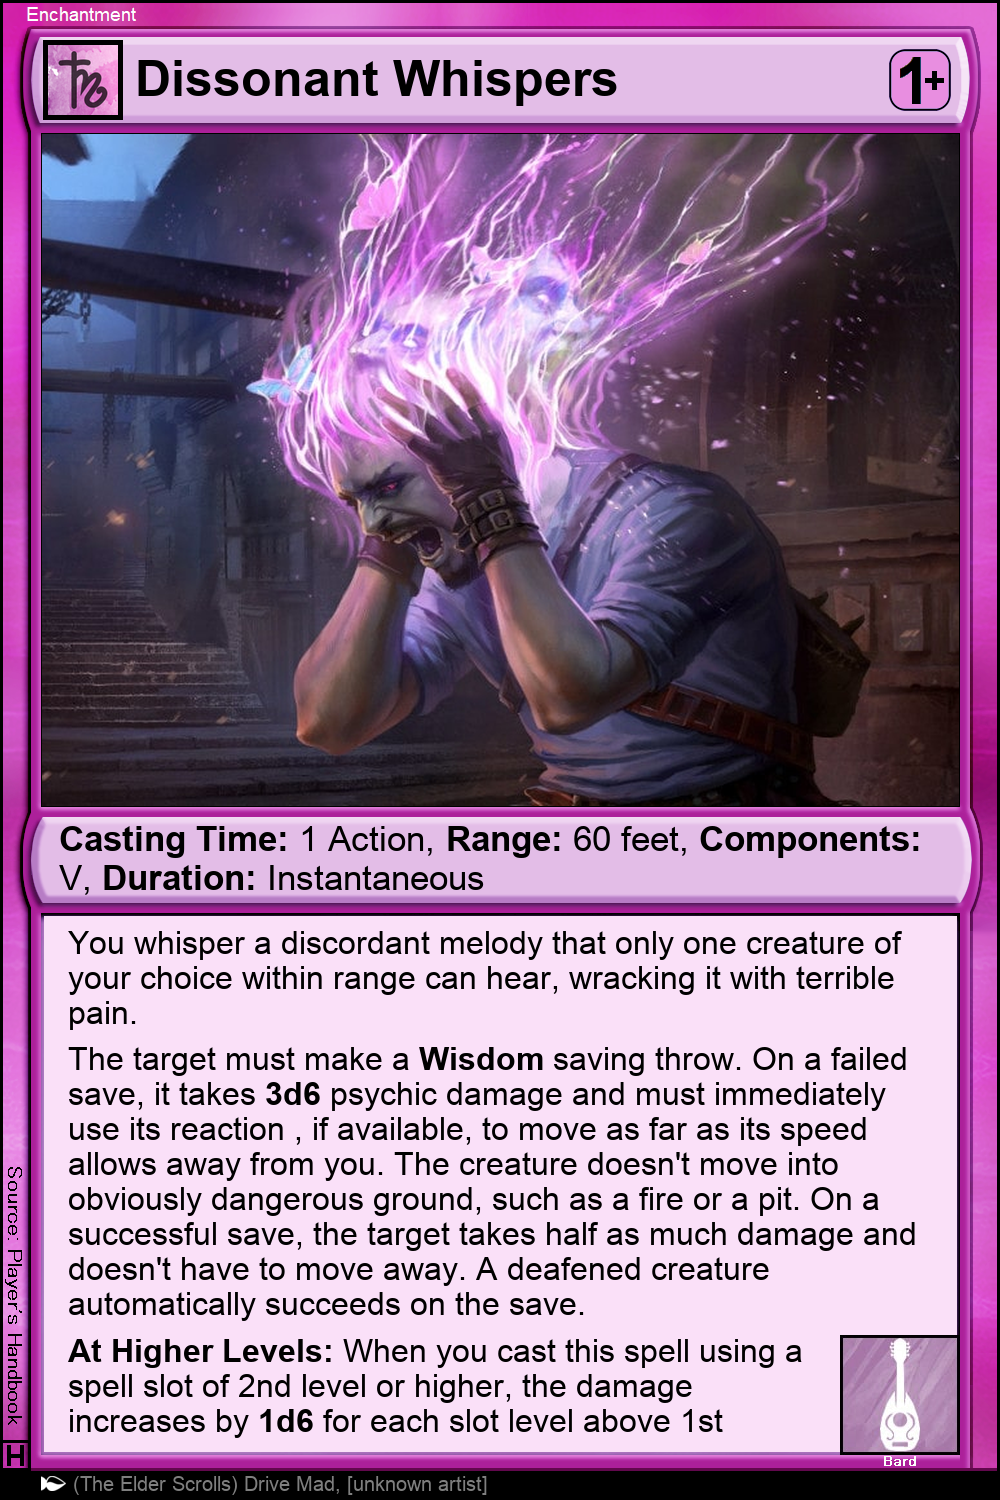 Enchantment
Dissonant Whispers
1+
Casting Time: 1 Action, Range: 60 feet, Components:
V, Duration: Instantaneous
You whisper a discordant melody that only one creature of
your choice within range can hear, wracking it with terrible
pain.
The target must make a Wisdom saving throw. On a failed
save, it takes 3d6 psychic damage and must immediately
use its reaction , if available, to move as far as its speed
allows away from you. The creature doesn't move into
obviously dangerous ground, such as a fire or a pit. On a
successful save, the target takes half as much damage and
doesn't have to move away. A deafened creature
automatically succeeds on the save.
At Higher Levels: When you cast this spell using a
spell slot of 2nd level or higher, the damage
increases by 1d6 for each slot level above 1st
Bard
Source: Player's Handbook
H
(The Elder Scrolls) Drive Mad, [unknown artist]